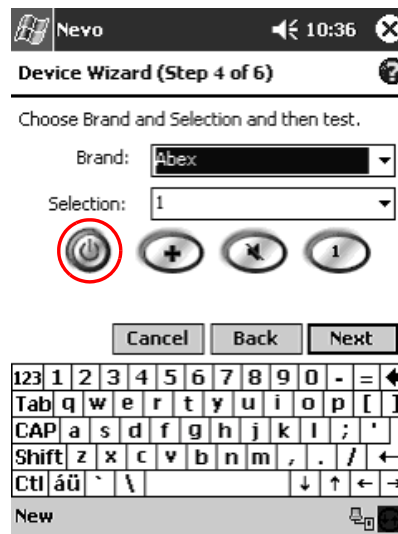 Nevo 10:36
Device Wizard (Step 4 of 6)
Choose Brand and Selection and then test.
Brand: Abex
Selection: 1
1
Cancel Back Next
123 1 2 3 4 5 6 7 8 9 0 - =
Tab q w e r t y u i o p [ ]
CAP a s d f g h j k l ; '
Shift z x c v b n m , . /
Ctl áü ` \
New